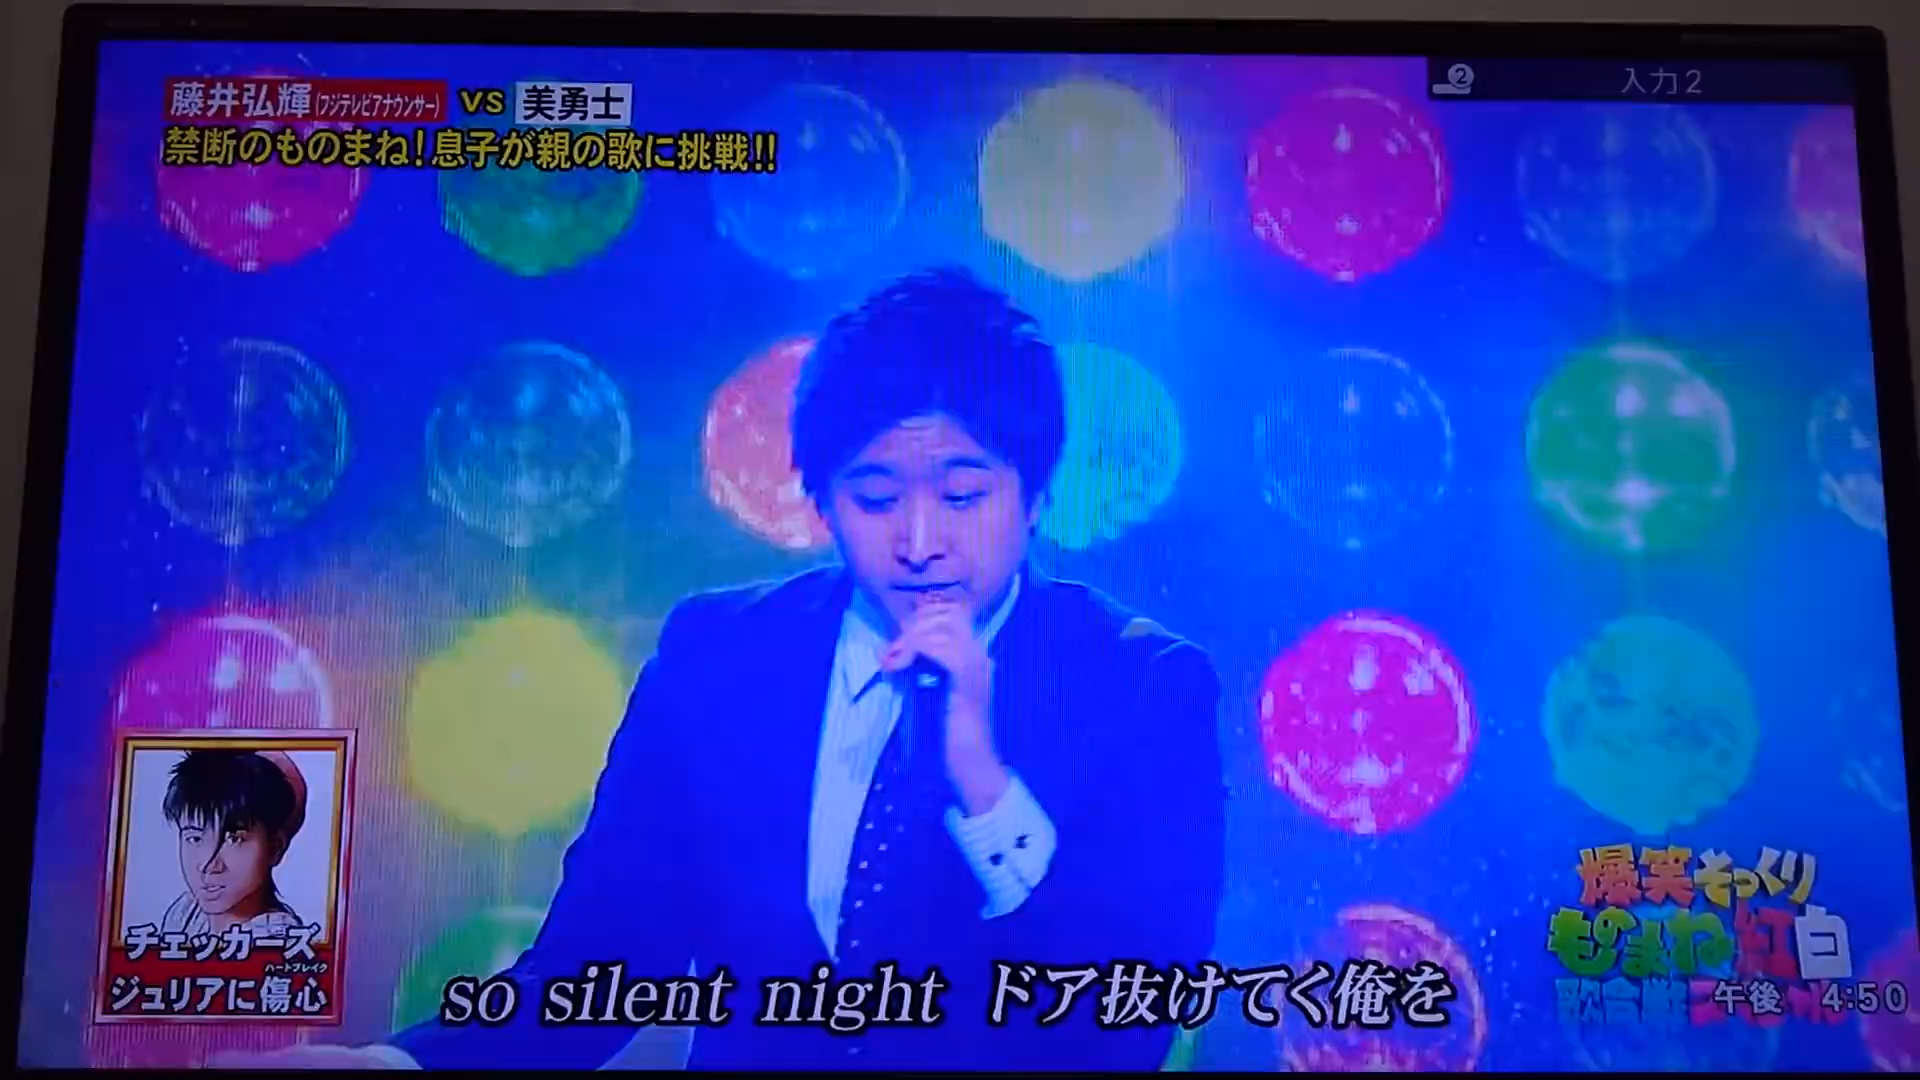 藤井弘輝(フジテレビアナウンサー) VS 美勇士
禁断のものまね!息子が親の歌に挑戦!!
2 入力2
チェッカーズ
ハートブレイク
ジュリアに傷心
so silent night ドア抜けてく俺を
爆笑そっくり
ものまね紅白
歌合戦
午後 4:50